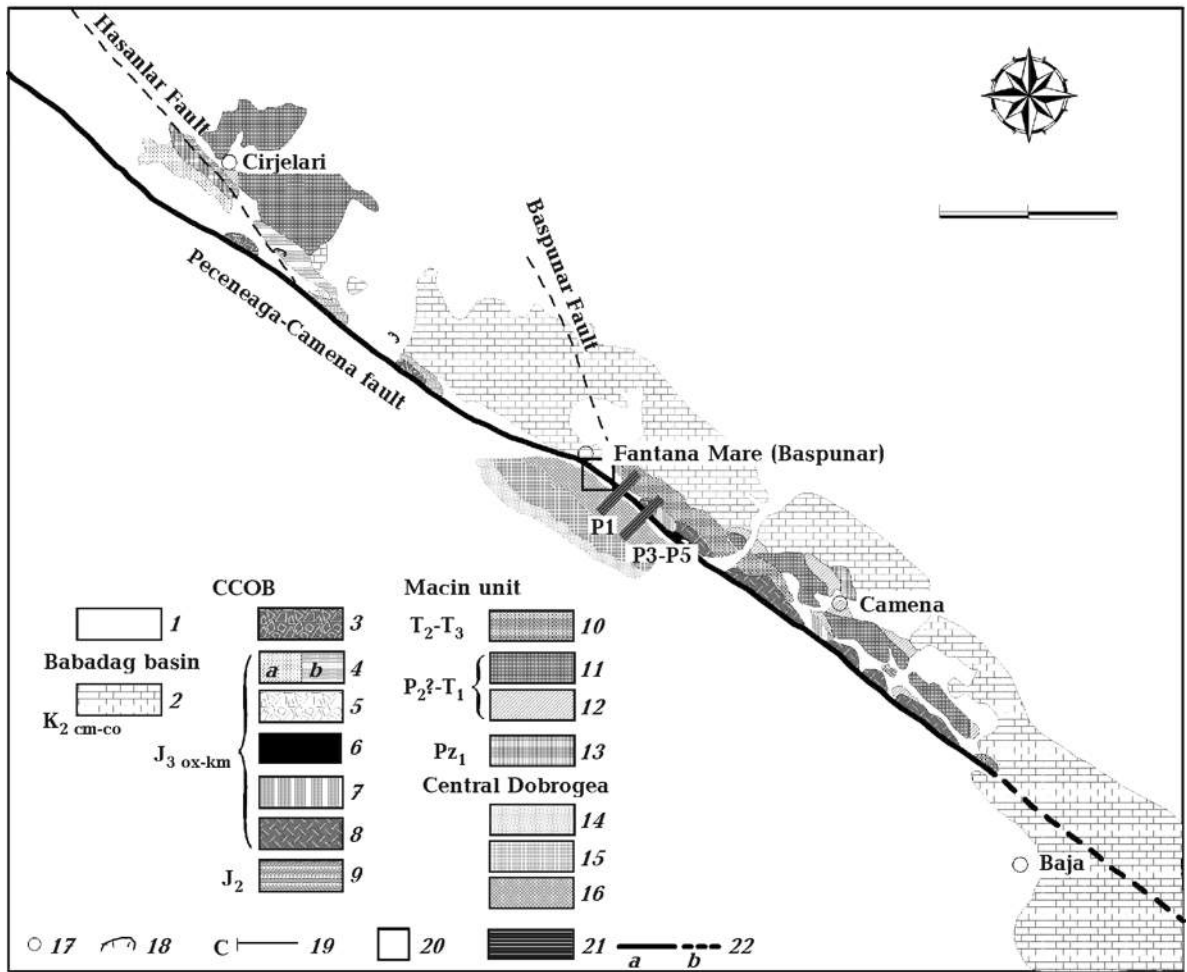 Hasanlar Fault
Cirjelari
Peceneaga-Camena fault
Baspunar Fault
Fantana Mare (Baspunar)
P1
P3-P5
Camena
Baja
CCOB
1
Babadag basin
2
K2 cm-co
3
a b 4
5
J3 ox-km
6
7
8
J2 9
Macin unit
T2-T3 10
11
P2?-T1
12
Pz1 13
Central Dobrogea
14
15
16
17 18 C 19 20 21 a b 22